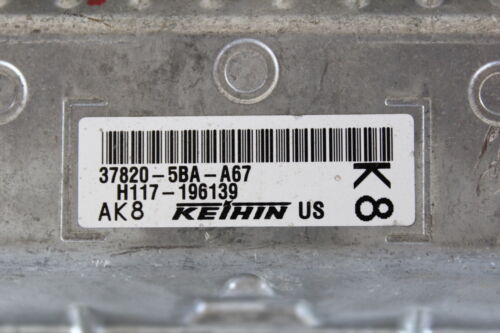 37820-5BA-A67
H117-196139
AK8 KEIHIN US
K8